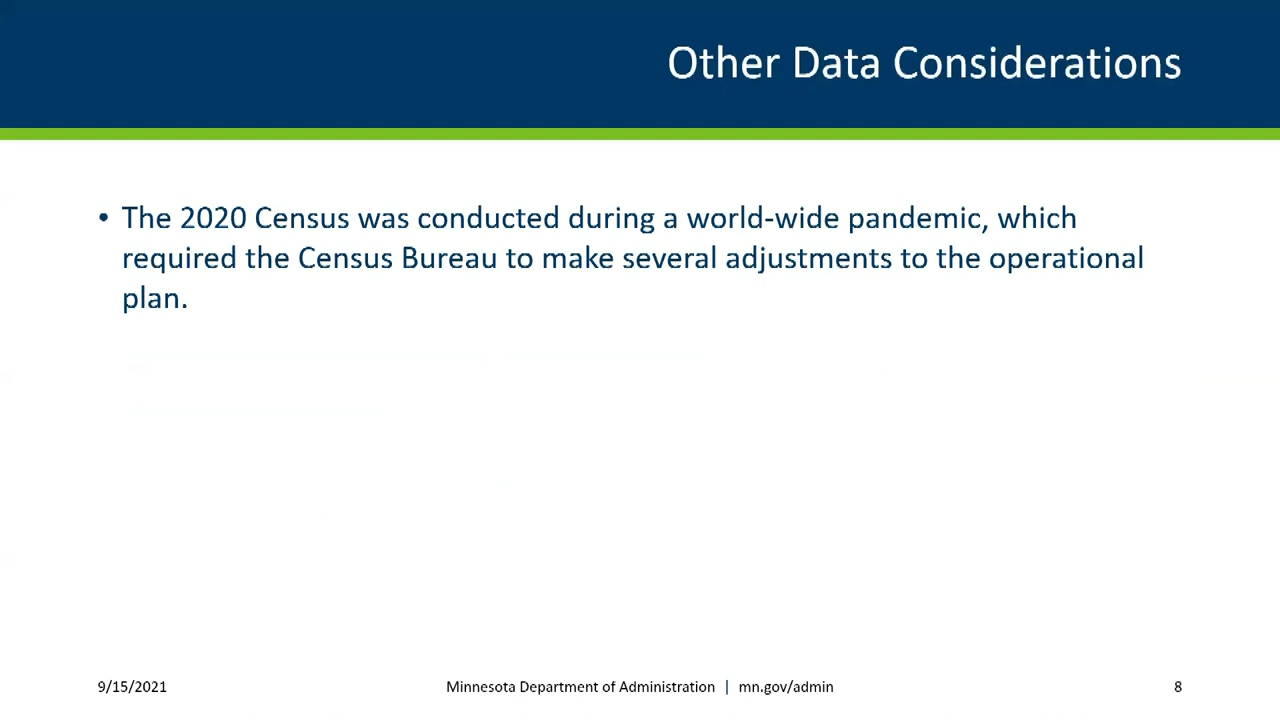 Other Data Considerations
• The 2020 Census was conducted during a world-wide pandemic, which
required the Census Bureau to make several adjustments to the operational
plan.
9/15/2021
Minnesota Department of Administration | mn.gov/admin
8